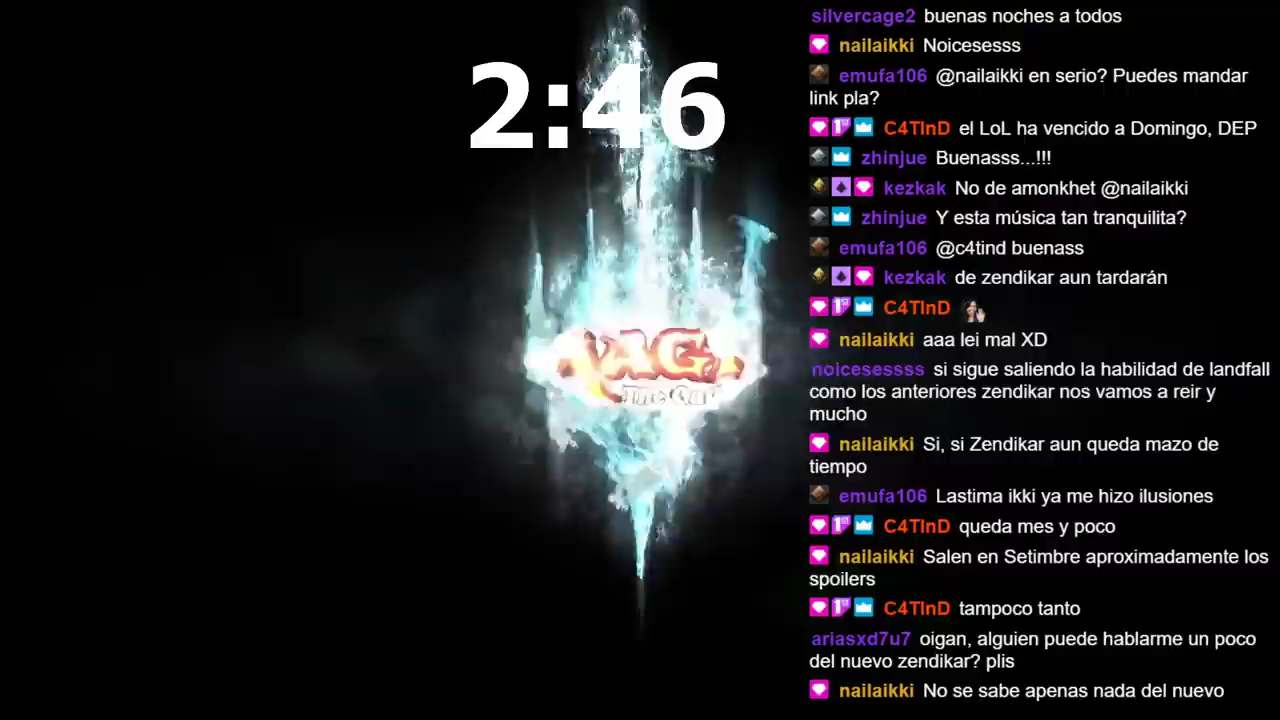 2:46
silvercage2 buenas noches a todos
nailaikki Noicesesss
emufa106 @nailaikki en serio? Puedes mandar
link pla?
C4TInD el LoL ha vencido a Domingo, DEP
zhinjue Buenasss...!!!
kezkak No de amonkhet @nailaikki
zhinjue Y esta música tan tranquilita?
emufa106 @c4tind buenass
kezkak de zendikar aun tardarán
C4TInD
nailaikki aaa lei mal XD
noicesessss si sigue saliendo la habilidad de landfall
como los anteriores zendikar nos vamos a reir y
mucho
nailaikki Si, si Zendikar aun queda mazo de
tiempo
emufa106 Lastima ikki ya me hizo ilusiones
C4TInD queda mes y poco
nailaikki Salen en Setimbre aproximadamente los
spoilers
C4TInD tampoco tanto
ariasxd7u7 oigan, alguien puede hablarme un poco
del nuevo zendikar? plis
nailaikki No se sabe apenas nada del nuevo